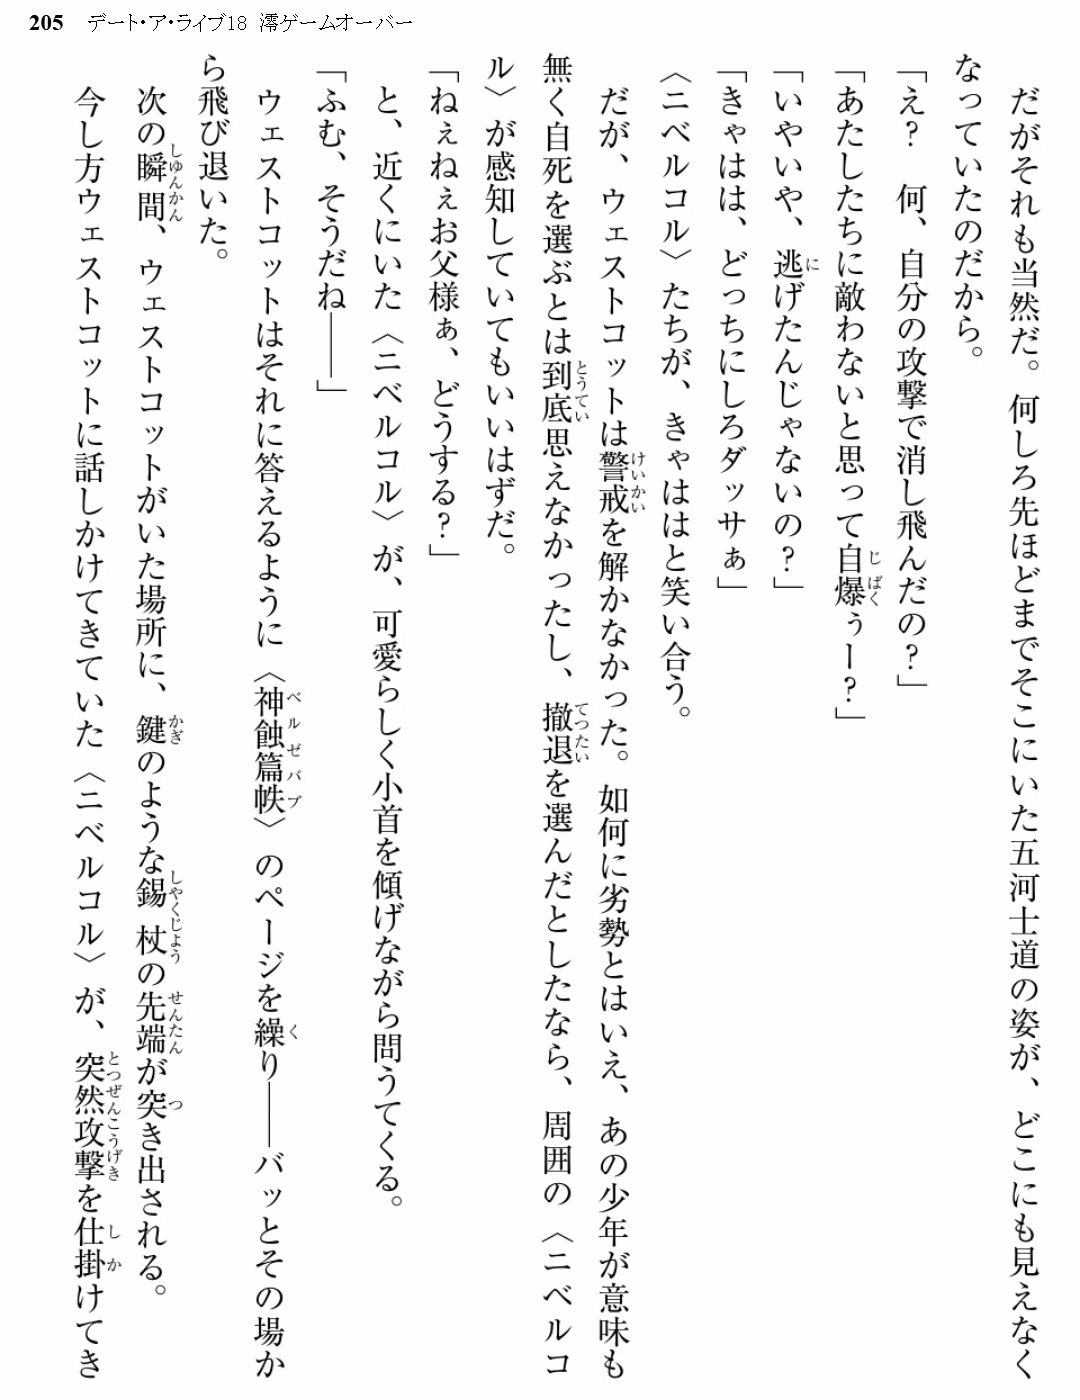 205　デート・ア・ライブ18 澪ゲームオーバー
　だがそれも当然だ。何しろ先ほどまでそこにいた五河士道の姿が、どこにも見えなく
なっていたのだから。
「え？　何、自分の攻撃で消し飛んだの？」
「あたしたちに敵わないと思って自爆ぅー？」
「いやいや、逃げたんじゃないの？」
「きゃはは、どっちにしろダッサぁ」
〈ニベルコル〉たちが、きゃははと笑い合う。
　だが、ウェストコットは警戒を解かなかった。如何に劣勢とはいえ、あの少年が意味も
無く自死を選ぶとは到底思えなかったし、撤退を選んだとしたなら、周囲の〈ニベルコ
ル〉が感知していてもいいはずだ。
「ねぇねぇお父様ぁ、どうする？」
　と、近くにいた〈ニベルコル〉が、可愛らしく小首を傾げながら問うてくる。
「ふむ、そうだね――」
　ウェストコットはそれに答えるように〈神蝕篇帙〉のページを繰り――バッとその場か
ら飛び退いた。
　次の瞬間、ウェストコットがいた場所に、鍵のような錫杖の先端が突き出される。
　今し方ウェストコットに話しかけてきていた〈ニベルコル〉が、突然攻撃を仕掛けてき